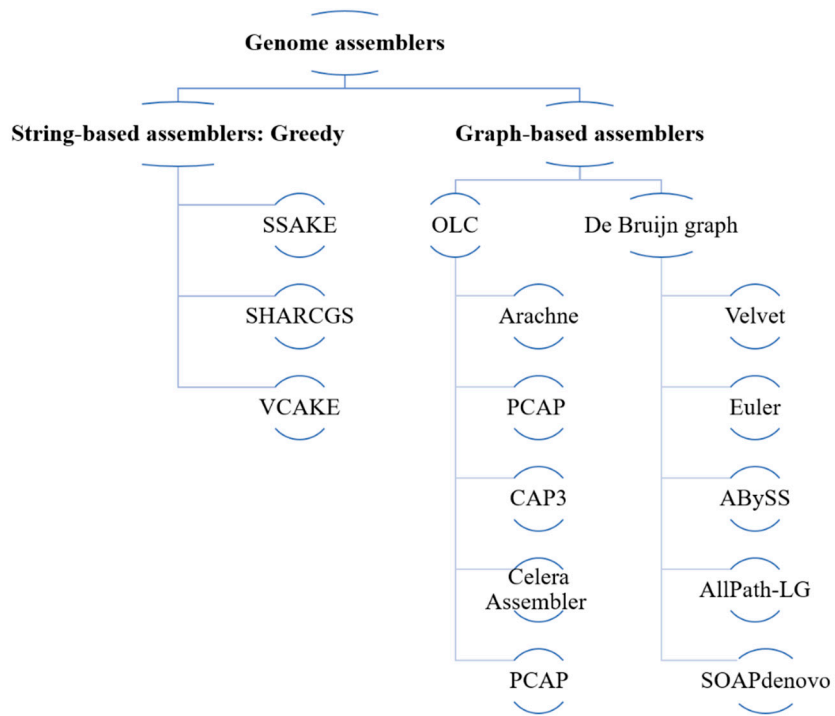 Genome assemblers
String-based assemblers: Greedy
Graph-based assemblers
SSAKE
SHARCGS
VCAKE
OLC
De Bruijn graph
Arachne
PCAP
CAP3
Celera
Assembler
PCAP
Velvet
Euler
ABySS
AllPath-LG
SOAPdenovo